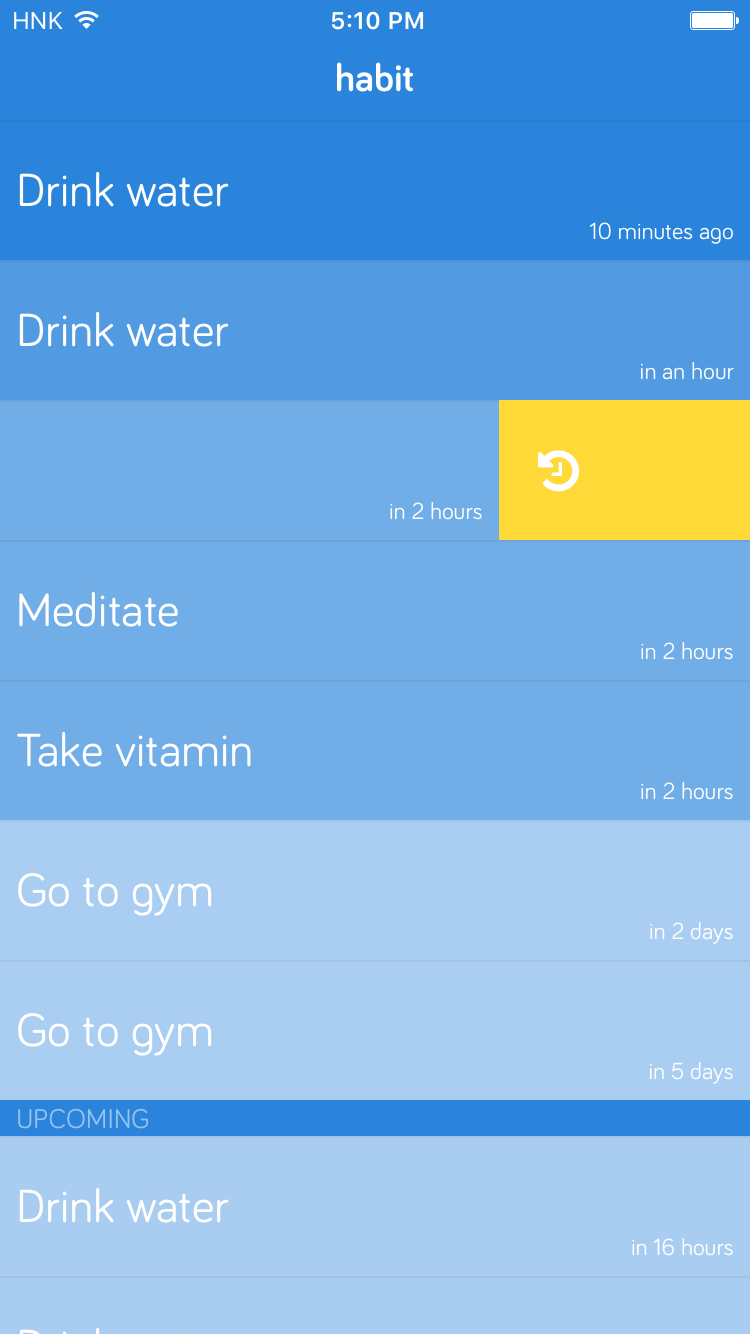 HNK 5:10 PM
habit
Drink water
10 minutes ago
Drink water
in an hour
in 2 hours
Meditate
in 2 hours
Take vitamin
in 2 hours
Go to gym
in 2 days
Go to gym
in 5 days
UPCOMING
Drink water
in 16 hours